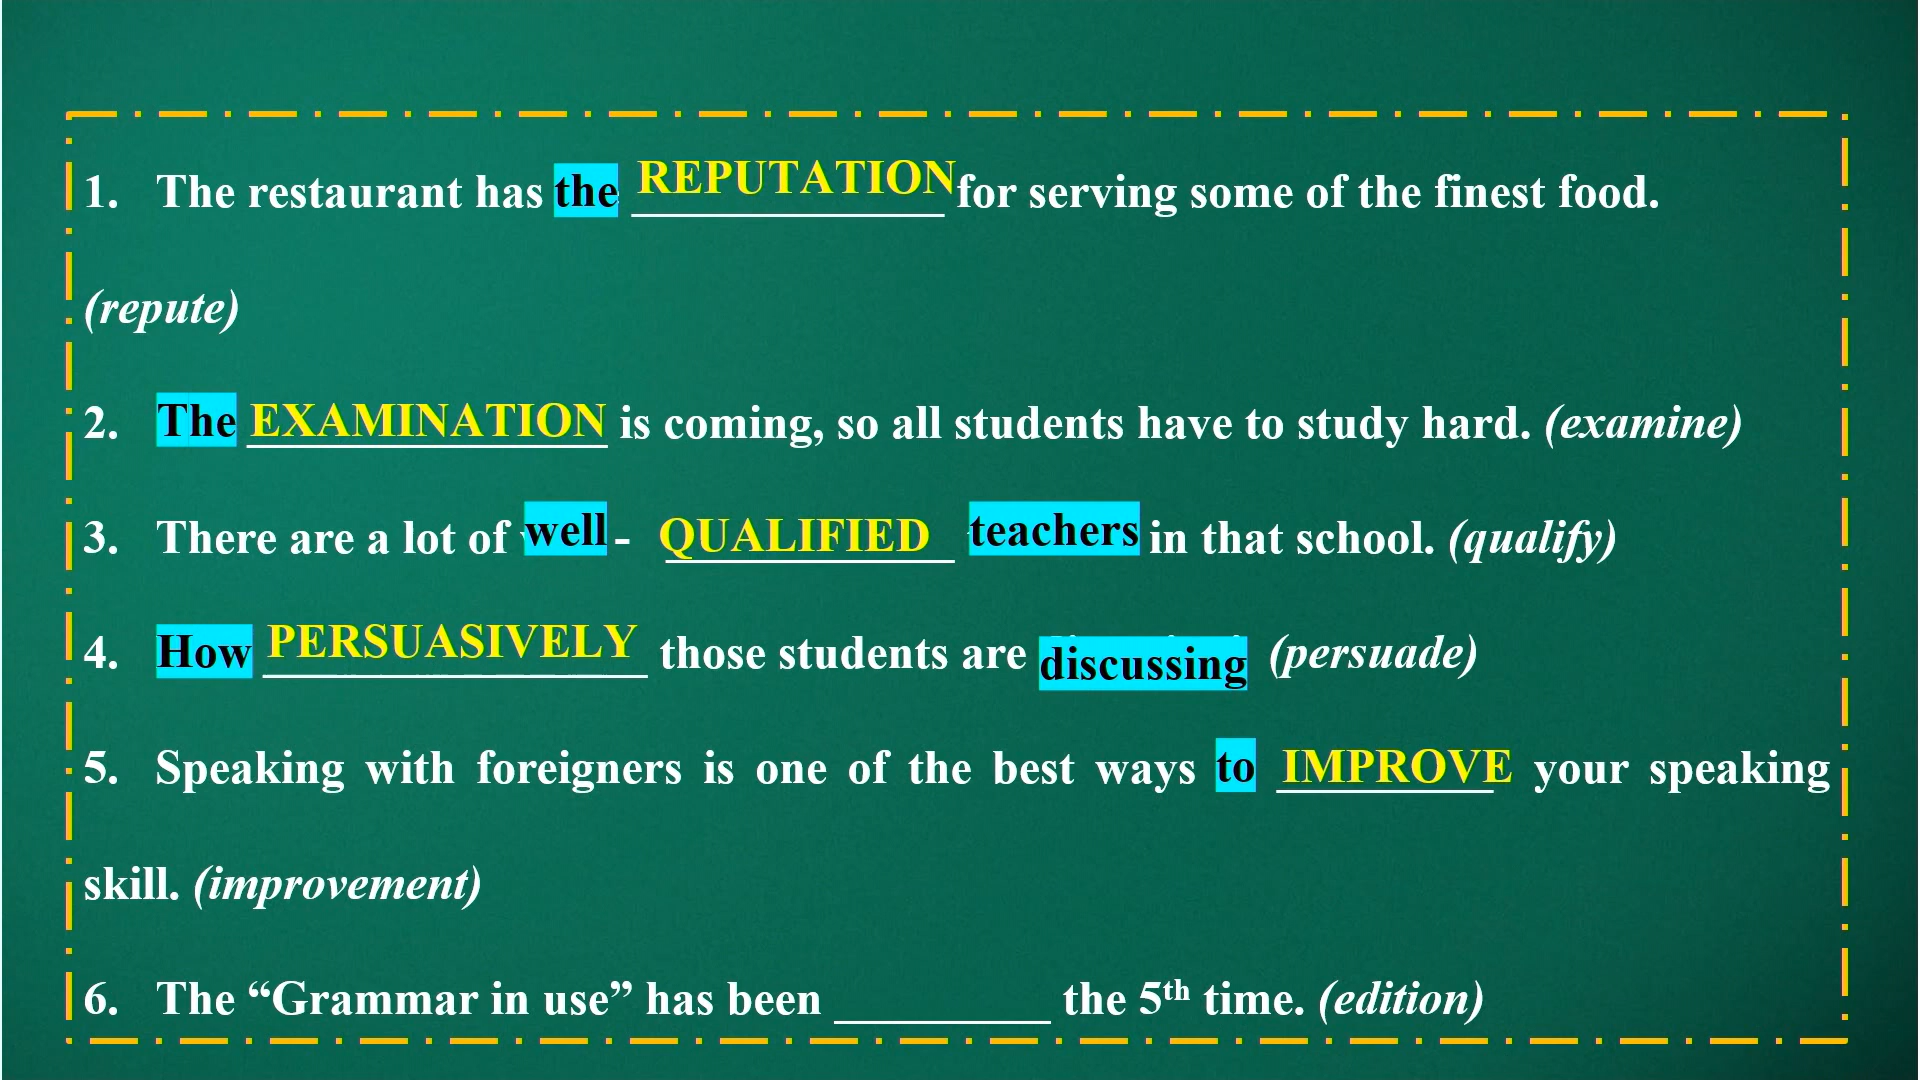 1. The restaurant has the REPUTATION for serving some of the finest food.
(repute)
2. The EXAMINATION is coming, so all students have to study hard. (examine)
3. There are a lot of well - QUALIFIED teachers in that school. (qualify)
4. How PERSUASIVELY those students are discussing (persuade)
5. Speaking with foreigners is one of the best ways to IMPROVE your speaking
skill. (improvement)
6. The “Grammar in use” has been __________ the 5th time. (edition)